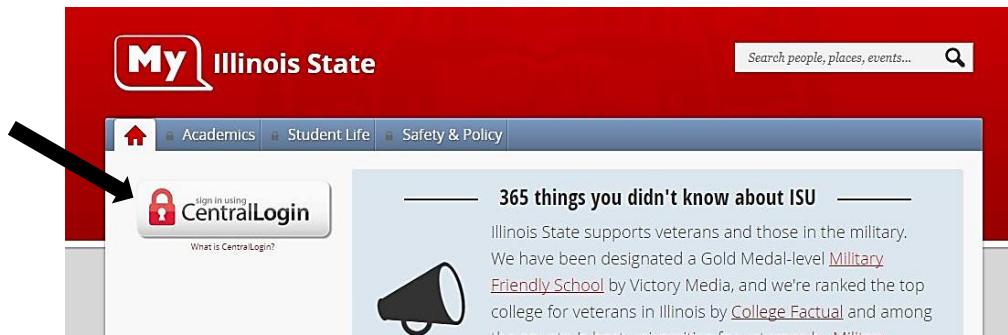 My Illinois State
Search people, places, events...
Academics Student Life Safety & Policy
sign in using
CentralLogin
What is CentralLogin?
365 things you didn't know about ISU
Illinois State supports veterans and those in the military.
We have been designated a Gold Medal-level Military
Friendly School by Victory Media, and we're ranked the top
college for veterans in Illinois by College Factual and among